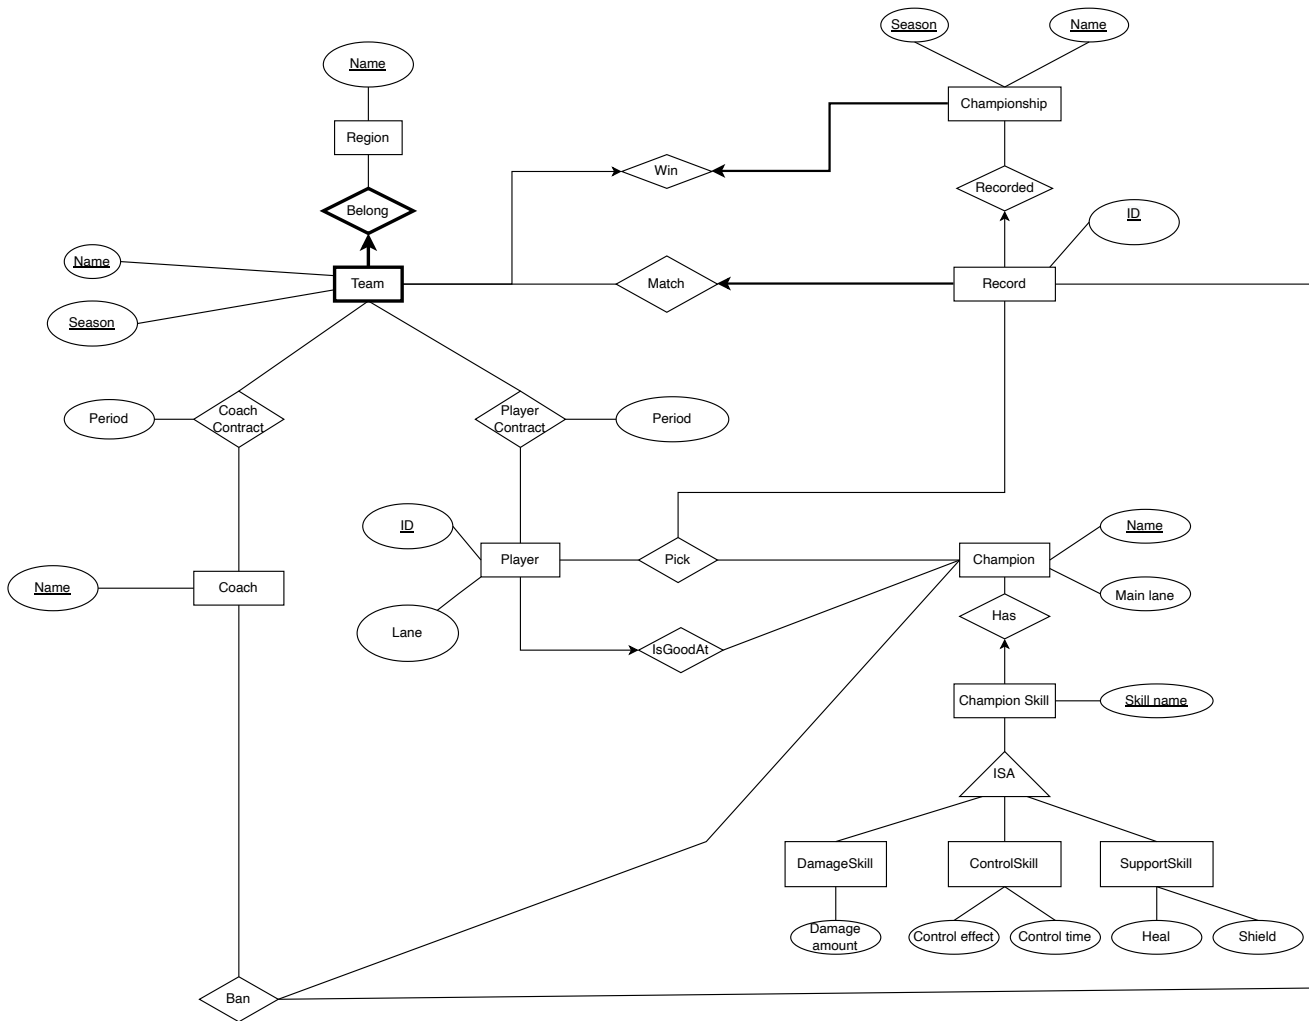 Season
Name
Name
Championship
Region
Win
Recorded
Belong
ID
Name
Team
Match
Record
Season
Period
Coach
Contract
Player
Contract
Period
ID
Name
Player
Pick
Champion
Name
Coach
Main lane
Has
Lane
IsGoodAt
Champion Skill
Skill name
ISA
DamageSkill
ControlSkill
SupportSkill
Damage
amount
Control effect
Control time
Heal
Shield
Ban